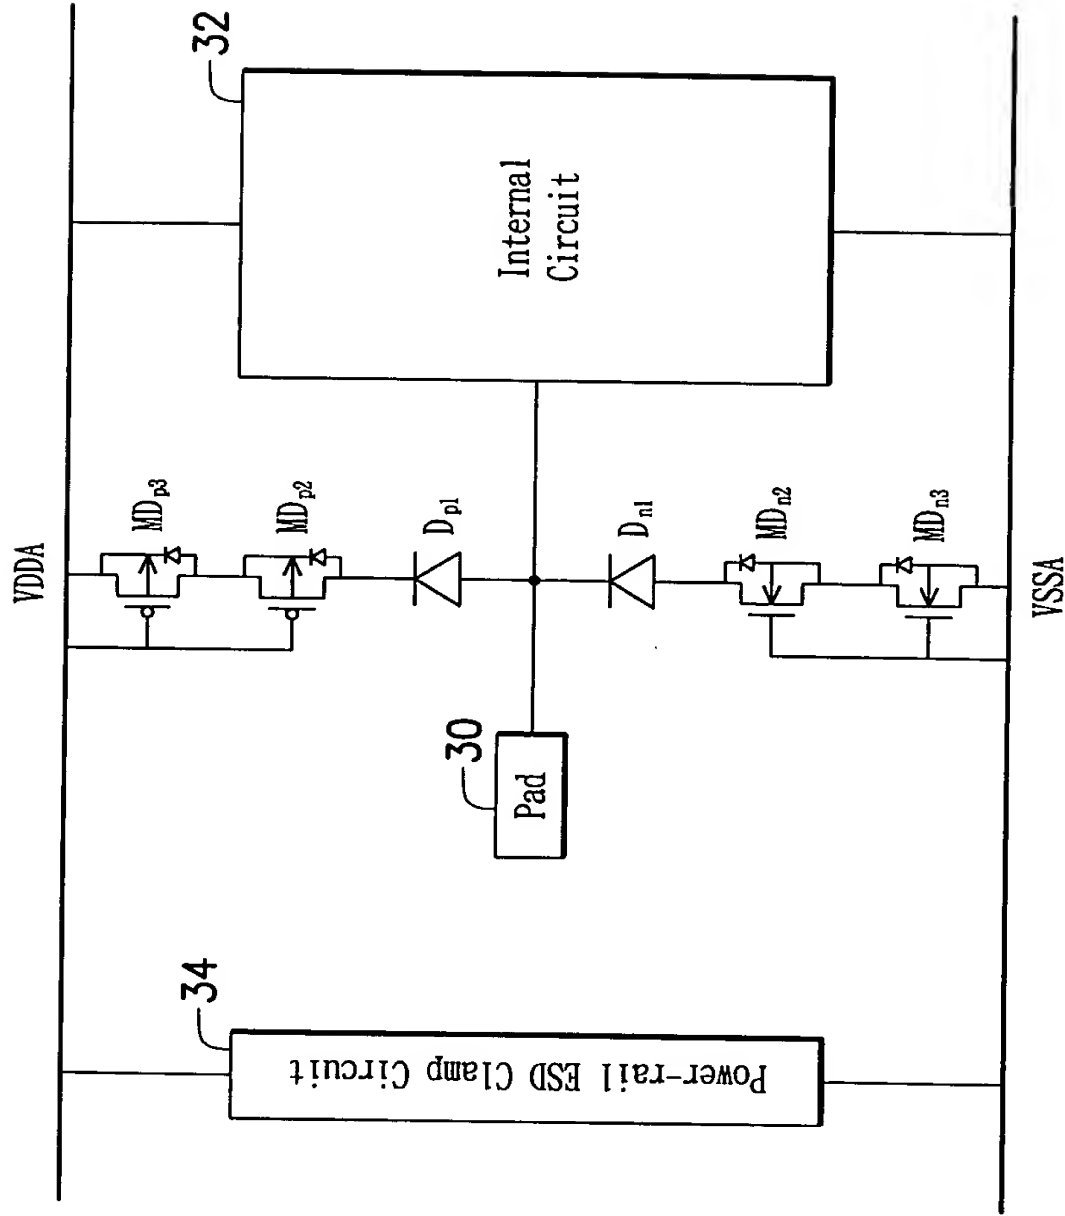 VDDA
32
Internal
Circuit
MDp3
MDp2
Dp1
Dn1
MDn2
MDn3
VSSA
30
Pad
34
Power-rail ESD Clamp Circuit